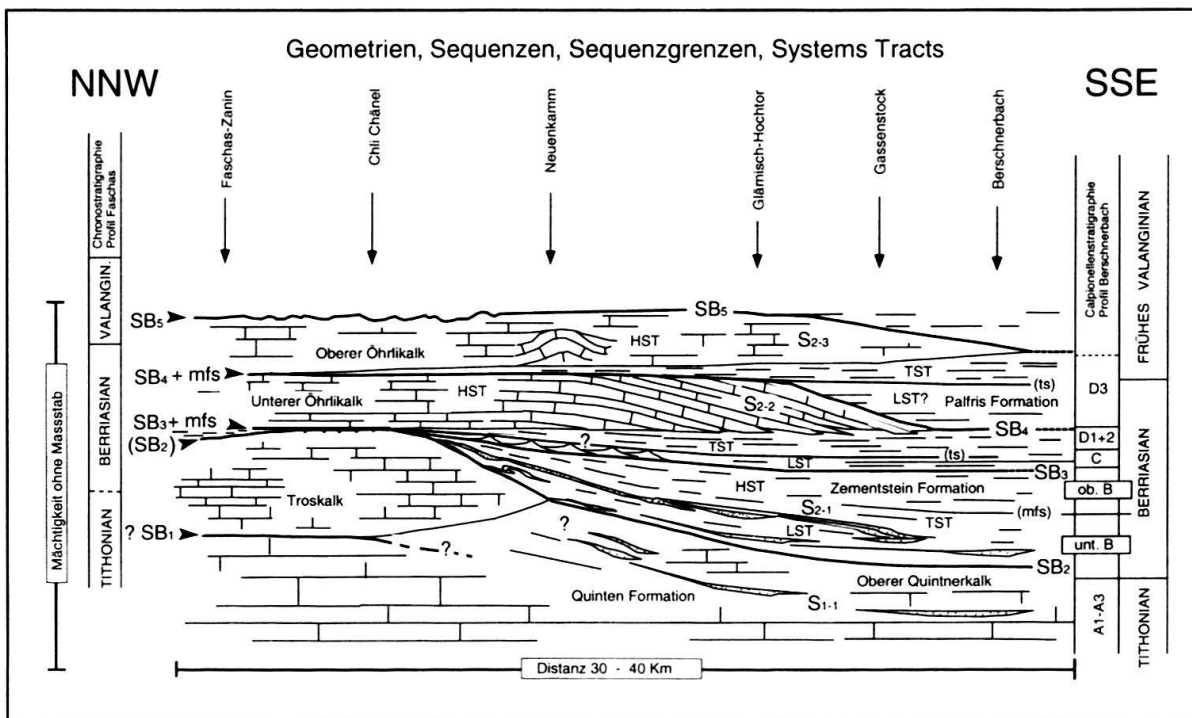 Geometrien, Sequenzen, Sequenzgrenzen, Systems Tracts
NNW
SSE
Chronostratigraphie
Profil Faschas
Faschas-Zanin
Chli Chänel
Neuenkamm
Glärnisch-Hochtor
Gassenstock
Berschnerbach
Calpionellenstratigraphie
Profil Berschnerbach
FRÜHES VALANGINIAN
VALANGIN.
SB5
SB5
HST
S2-3
Oberer Öhrlikalk
TST
SB4 + mfs
(ts)
D3
HST
LST?
Palfris Formation
Unterer Öhrlikalk
S2-2
SB3 + mfs
SB4
?
D1+2
(SB2)
TST
(ts)
C
LST
SB3
BERRIASIAN
BERRIASIAN
HST
Zementstein Formation
ob. B
Troskalk
S2-1
(mfs)
?
TST
LST
? SB1
?
unt. B
SB2
TITHONIAN
Oberer Quintnerkalk
Quinten Formation
S1-1
A1-A3
TITHONIAN
Mächtigkeit ohne Massstab
Distanz 30 - 40 Km